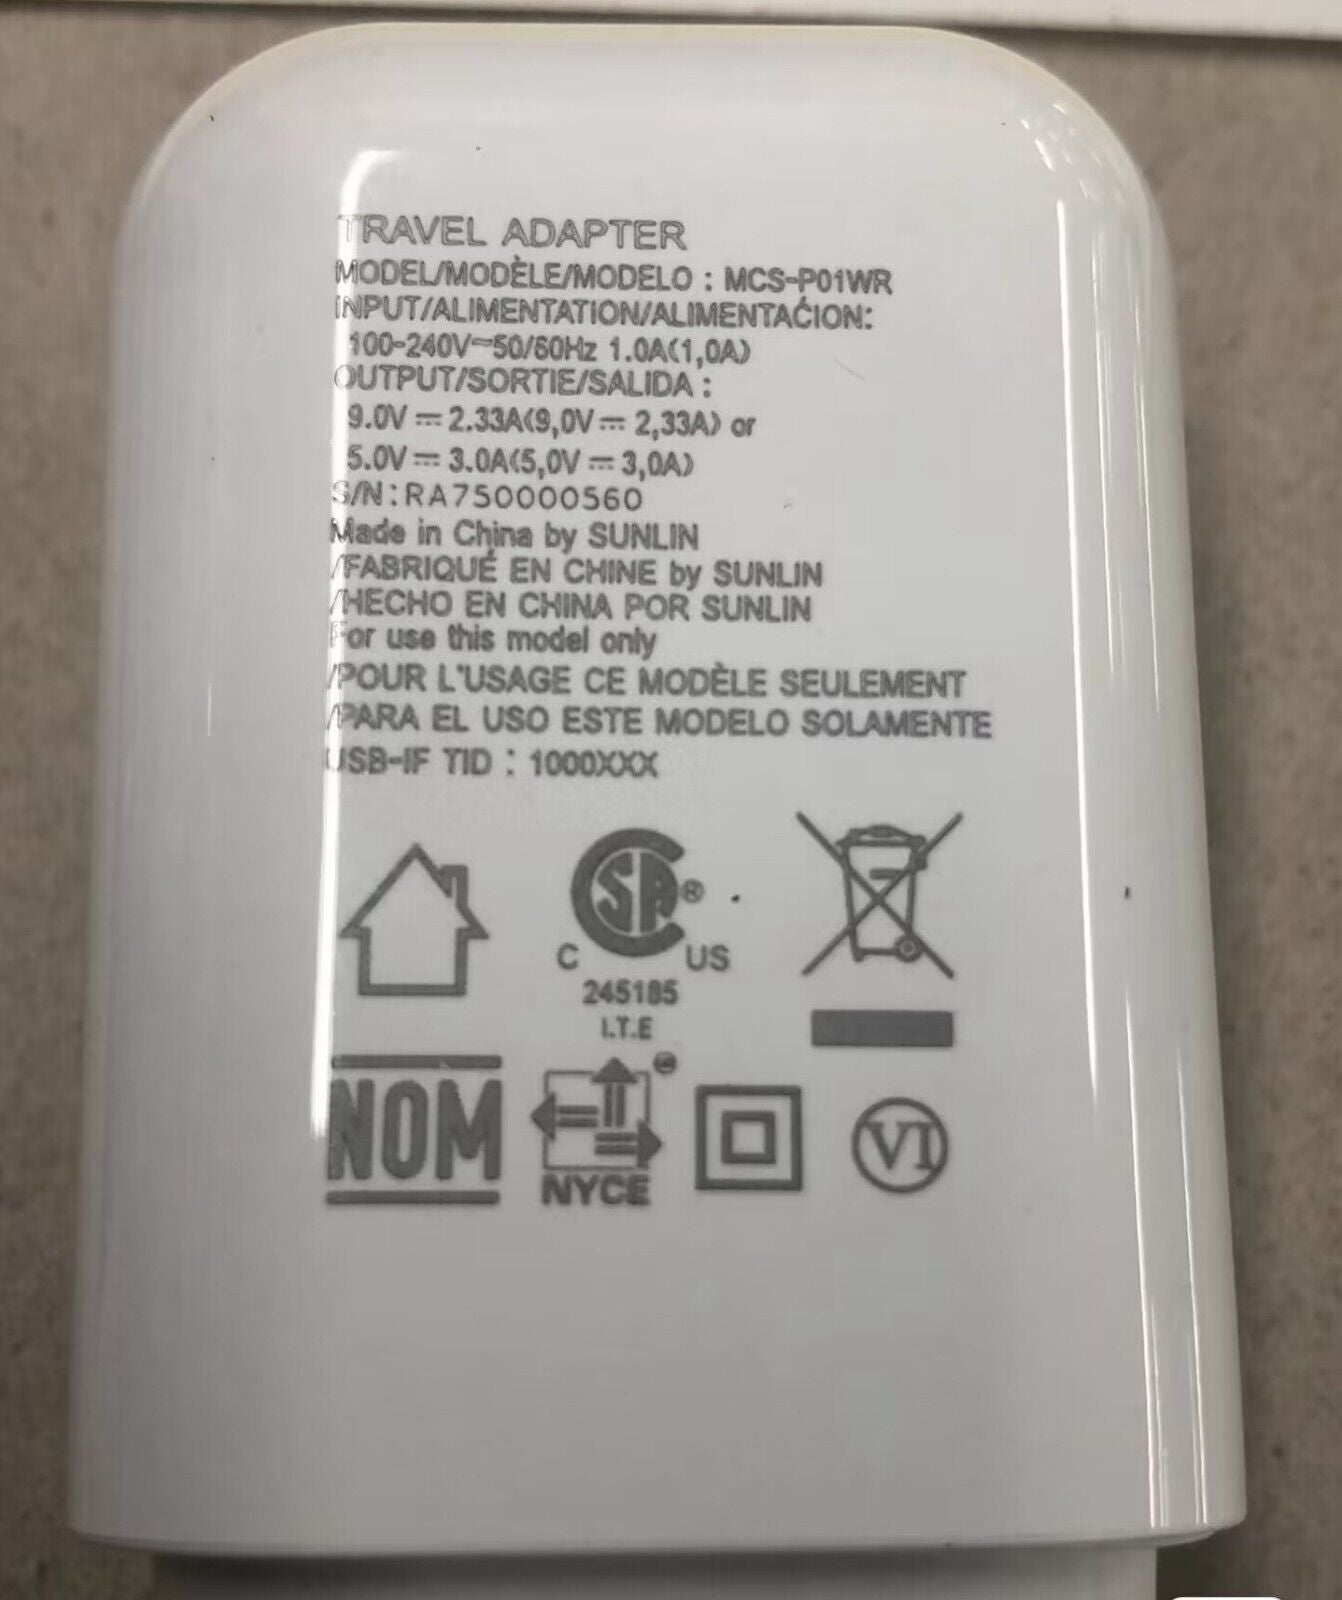 TRAVEL ADAPTER
MODEL/MODÈLE/MODELO : MCS-P01WR
INPUT/ALIMENTATION/ALIMENTAĆION:
100-240V~50/60Hz 1.0A(1,0A)
OUTPUT/SORTIE/SALIDA :
9.0V ⎓ 2.33A(9,0V ⎓ 2,33A) or
5.0V ⎓ 3.0A(5,0V ⎓ 3,0A)
S/N:RA750000560
Made in China by SUNLIN
/FABRIQUÉ EN CHINE by SUNLIN
/HECHO EN CHINA POR SUNLIN
For use this model only
/POUR L'USAGE CE MODÈLE SEULEMENT
/PARA EL USO ESTE MODELO SOLAMENTE
USB-IF TID : 1000XXX
SA®
C US
245185
I.T.E
NOM
NYCE
VI